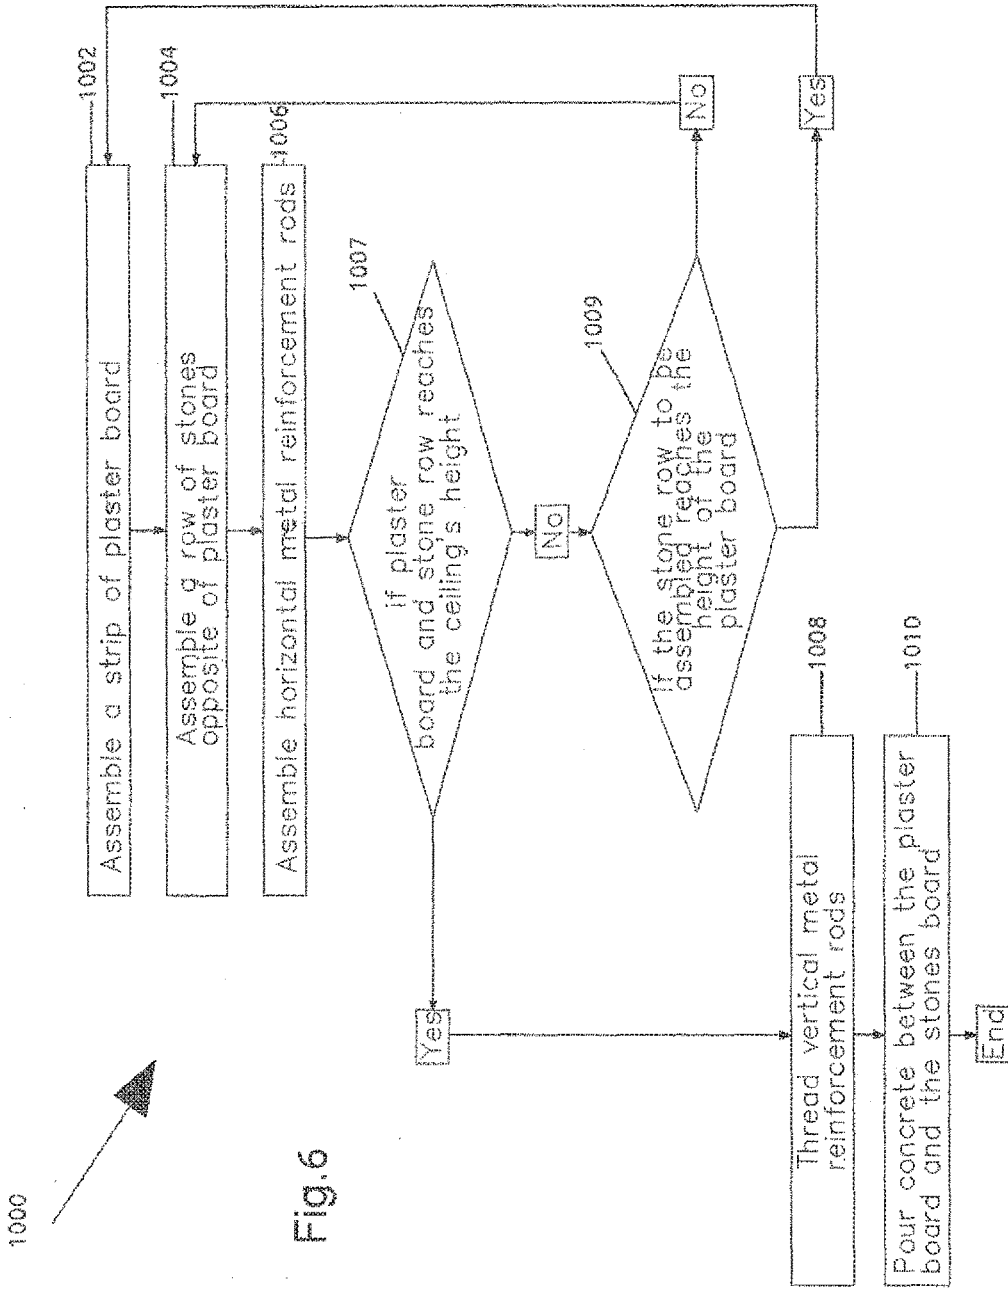 1000
Fig.6
1002
Assemble a strip of plaster board
1004
Assemble a row of stones
opposite of plaster board
1006
Assemble horizontal metal reinforcement rods
1007
if plaster
board and stone row reaches
the ceiling's height
Yes
No
1009
If the stone row to be
assembled reaches the
height of the
plaster board
No
Yes
1008
Thread vertical metal
reinforcement rods
1010
Pour concrete between the plaster
board and the stones board
End